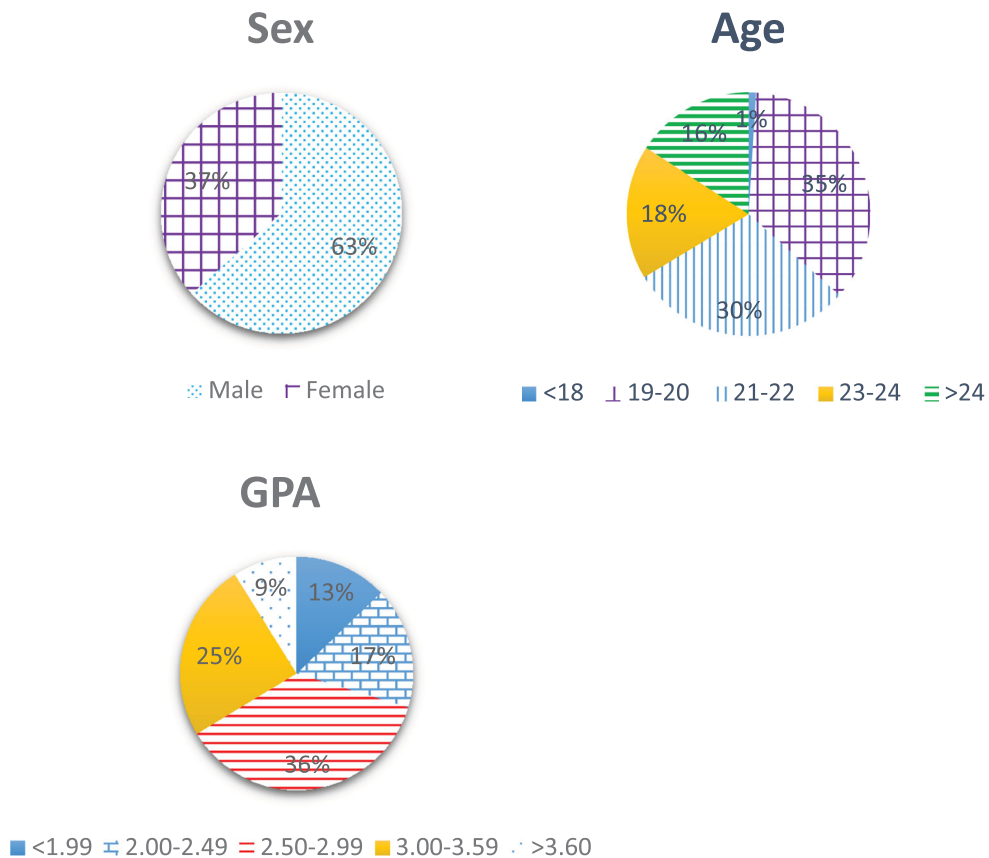 Sex
37%
63%
Male Female
Age
1%
16%
35%
18%
30%
<18 19-20 21-22 23-24 >24
GPA
9%
13%
25%
17%
36%
<1.99 2.00-2.49 2.50-2.99 3.00-3.59 >3.60